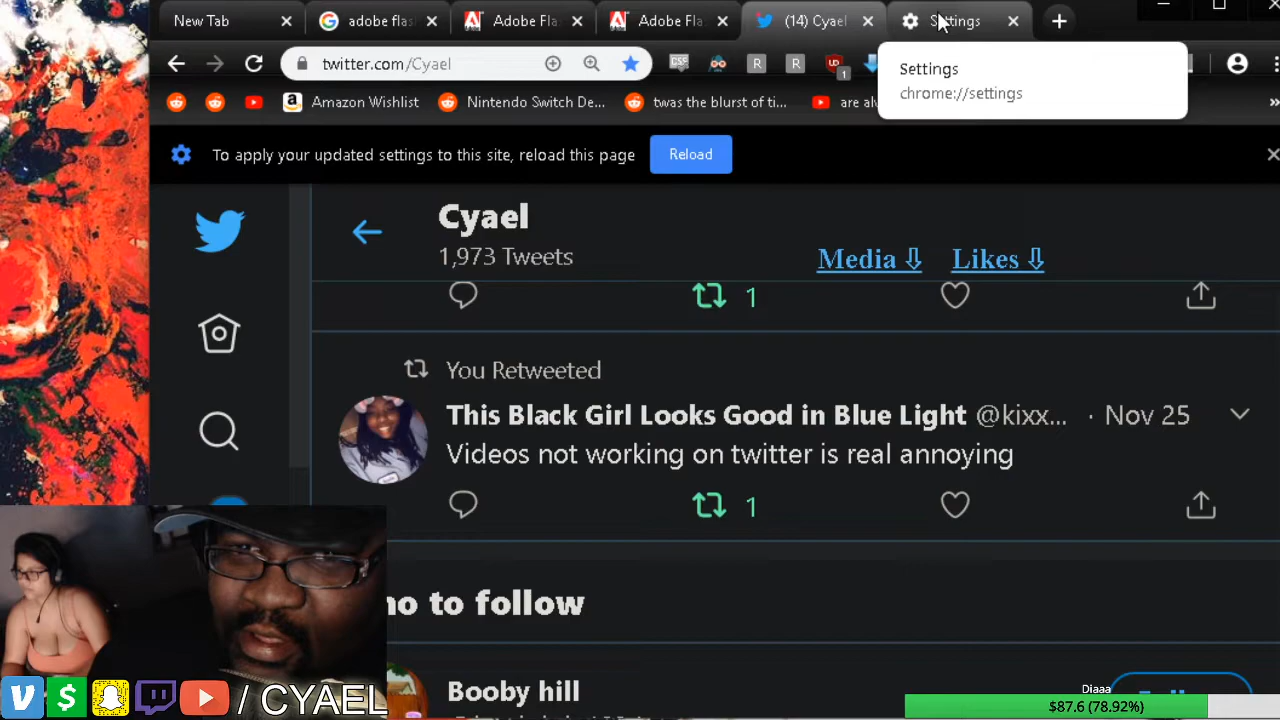 New Tab
adobe flas
Adobe Fla
Adobe Fla
(14) Cyael
Settings
twitter.com/Cyael
GSF
R
R
UD
1
Settings
chrome://settings
Amazon Wishlist
Nintendo Switch De...
twas the blurst of ti...
are alv
»
To apply your updated settings to this site, reload this page
Reload
Cyael
1,973 Tweets
Media ⇩
Likes ⇩
1
You Retweeted
This Black Girl Looks Good in Blue Light @kixx... · Nov 25
Videos not working on twitter is real annoying
1
ho to follow
Booby hill
/ CYAEL
Diaaa
$87.6 (78.92%)